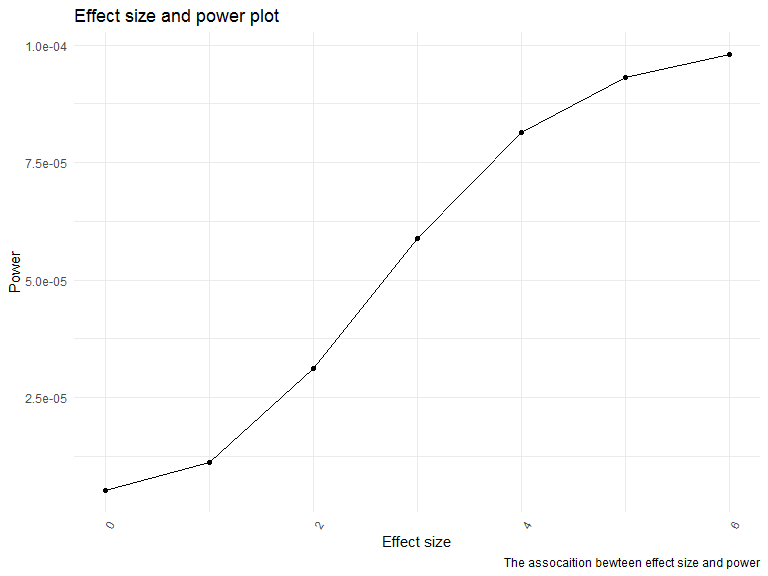 Effect size and power plot
1.0e-04
7.5e-05
5.0e-05
2.5e-05
Power
0
2
4
6
Effect size
The assocaition bewteen effect size and power